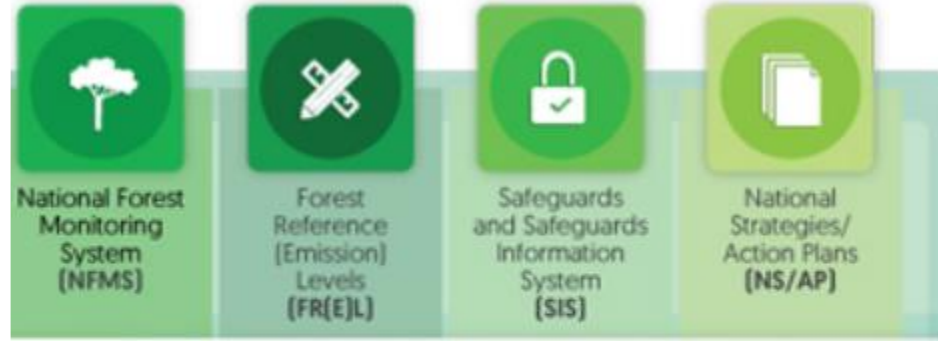 National Forest
Monitoring
System
(NFMS)
Forest
Reference
(Emission)
Levels
(FR(E)L)
Safeguards
and Safeguards
Information
System
(SIS)
National
Strategies/
Action Plans
(NS/AP)